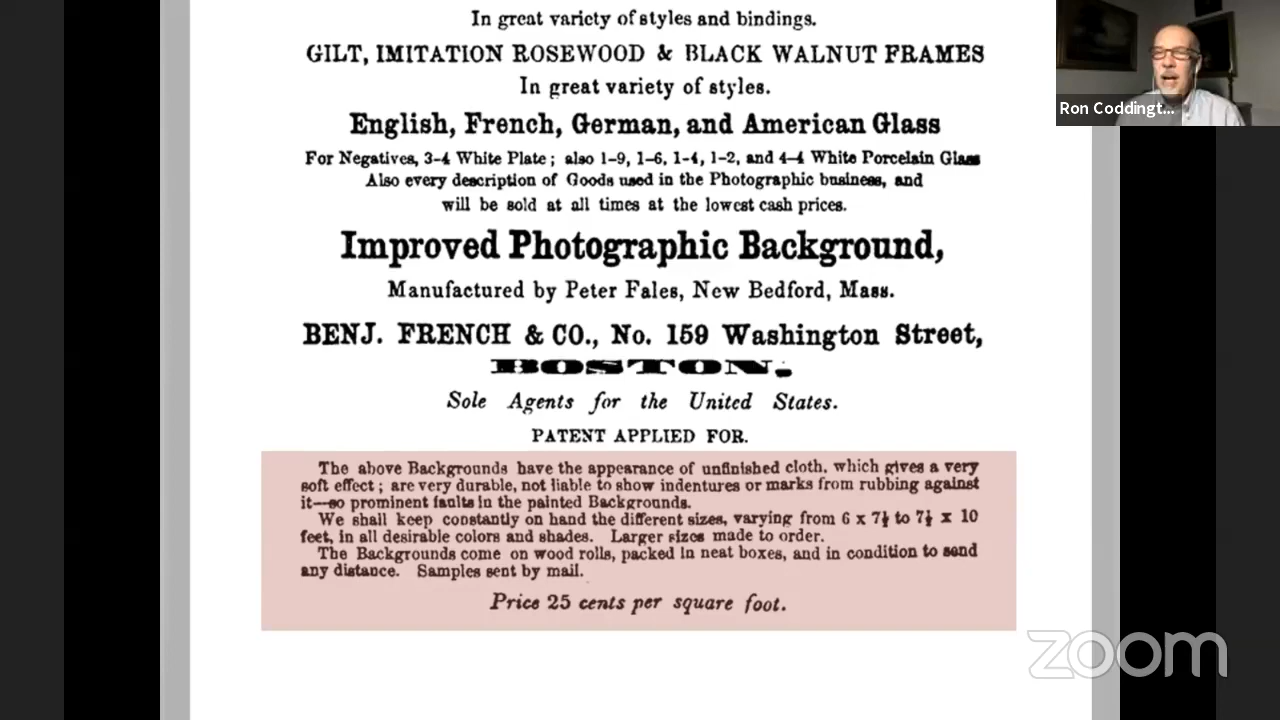 In great variety of styles and bindings.
GILT, IMITATION ROSEWOOD & BLACK WALNUT FRAMES
In great variety of styles.
English, French, German, and American Glass
For Negatives, 3-4 White Plate; also 1-9, 1-6, 1-4, 1-2, and 4-4 White Porcelain Glass
Also every description of Goods used in the Photographic business, and
will be sold at all times at the lowest cash prices.
Improved Photographic Background,
Manufactured by Peter Fales, New Bedford, Mass.
BENJ. FRENCH & CO., No. 159 Washington Street,
BOSTON.
Sole Agents for the United States.
PATENT APPLIED FOR.
The above Backgrounds have the appearance of unfinished cloth, which gives a very
soft effect; are very durable, not liable to show indentures or marks from rubbing against
it—so prominent faults in the painted Backgrounds.
We shall keep constantly on hand the different sizes, varying from 6 x 7½ to 7½ x 10
feet, in all desirable colors and shades. Larger sizes made to order.
The Backgrounds come on wood rolls, packed in neat boxes, and in condition to send
any distance. Samples sent by mail.
Price 25 cents per square foot.
Ron Coddingt...
zoom